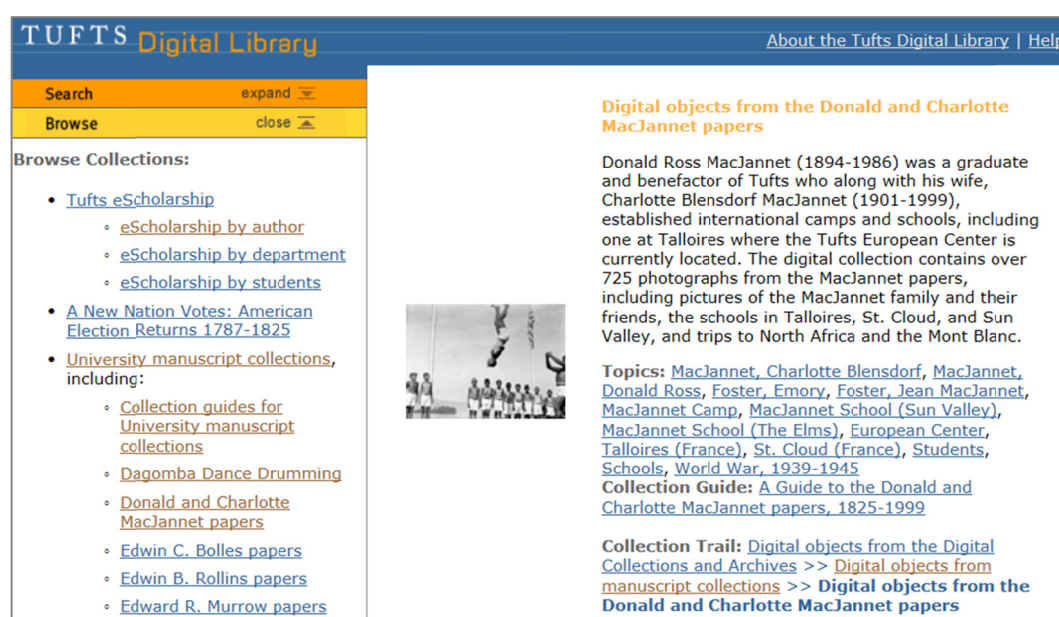 TUFTS Digital Library
About the Tufts Digital Library | Help
Search expand
Browse close
Browse Collections:
• Tufts eScholarship
◦ eScholarship by author
◦ eScholarship by department
◦ eScholarship by students
• A New Nation Votes: American
Election Returns 1787-1825
• University manuscript collections,
including:
◦ Collection guides for
University manuscript
collections
◦ Dagomba Dance Drumming
◦ Donald and Charlotte
MacJannet papers
◦ Edwin C. Bolles papers
◦ Edwin B. Rollins papers
◦ Edward R. Murrow papers
Digital objects from the Donald and Charlotte
MacJannet papers
Donald Ross MacJannet (1894-1986) was a graduate
and benefactor of Tufts who along with his wife,
Charlotte Blensdorf MacJannet (1901-1999),
established international camps and schools, including
one at Talloires where the Tufts European Center is
currently located. The digital collection contains over
725 photographs from the MacJannet papers,
including pictures of the MacJannet family and their
friends, the schools in Talloires, St. Cloud, and Sun
Valley, and trips to North Africa and the Mont Blanc.
Topics: MacJannet, Charlotte Blensdorf, MacJannet,
Donald Ross, Foster, Emory, Foster, Jean MacJannet,
MacJannet Camp, MacJannet School (Sun Valley),
MacJannet School (The Elms), European Center,
Talloires (France), St. Cloud (France), Students,
Schools, World War, 1939-1945
Collection Guide: A Guide to the Donald and
Charlotte MacJannet papers, 1825-1999
Collection Trail: Digital objects from the Digital
Collections and Archives >> Digital objects from
manuscript collections >> Digital objects from the
Donald and Charlotte MacJannet papers